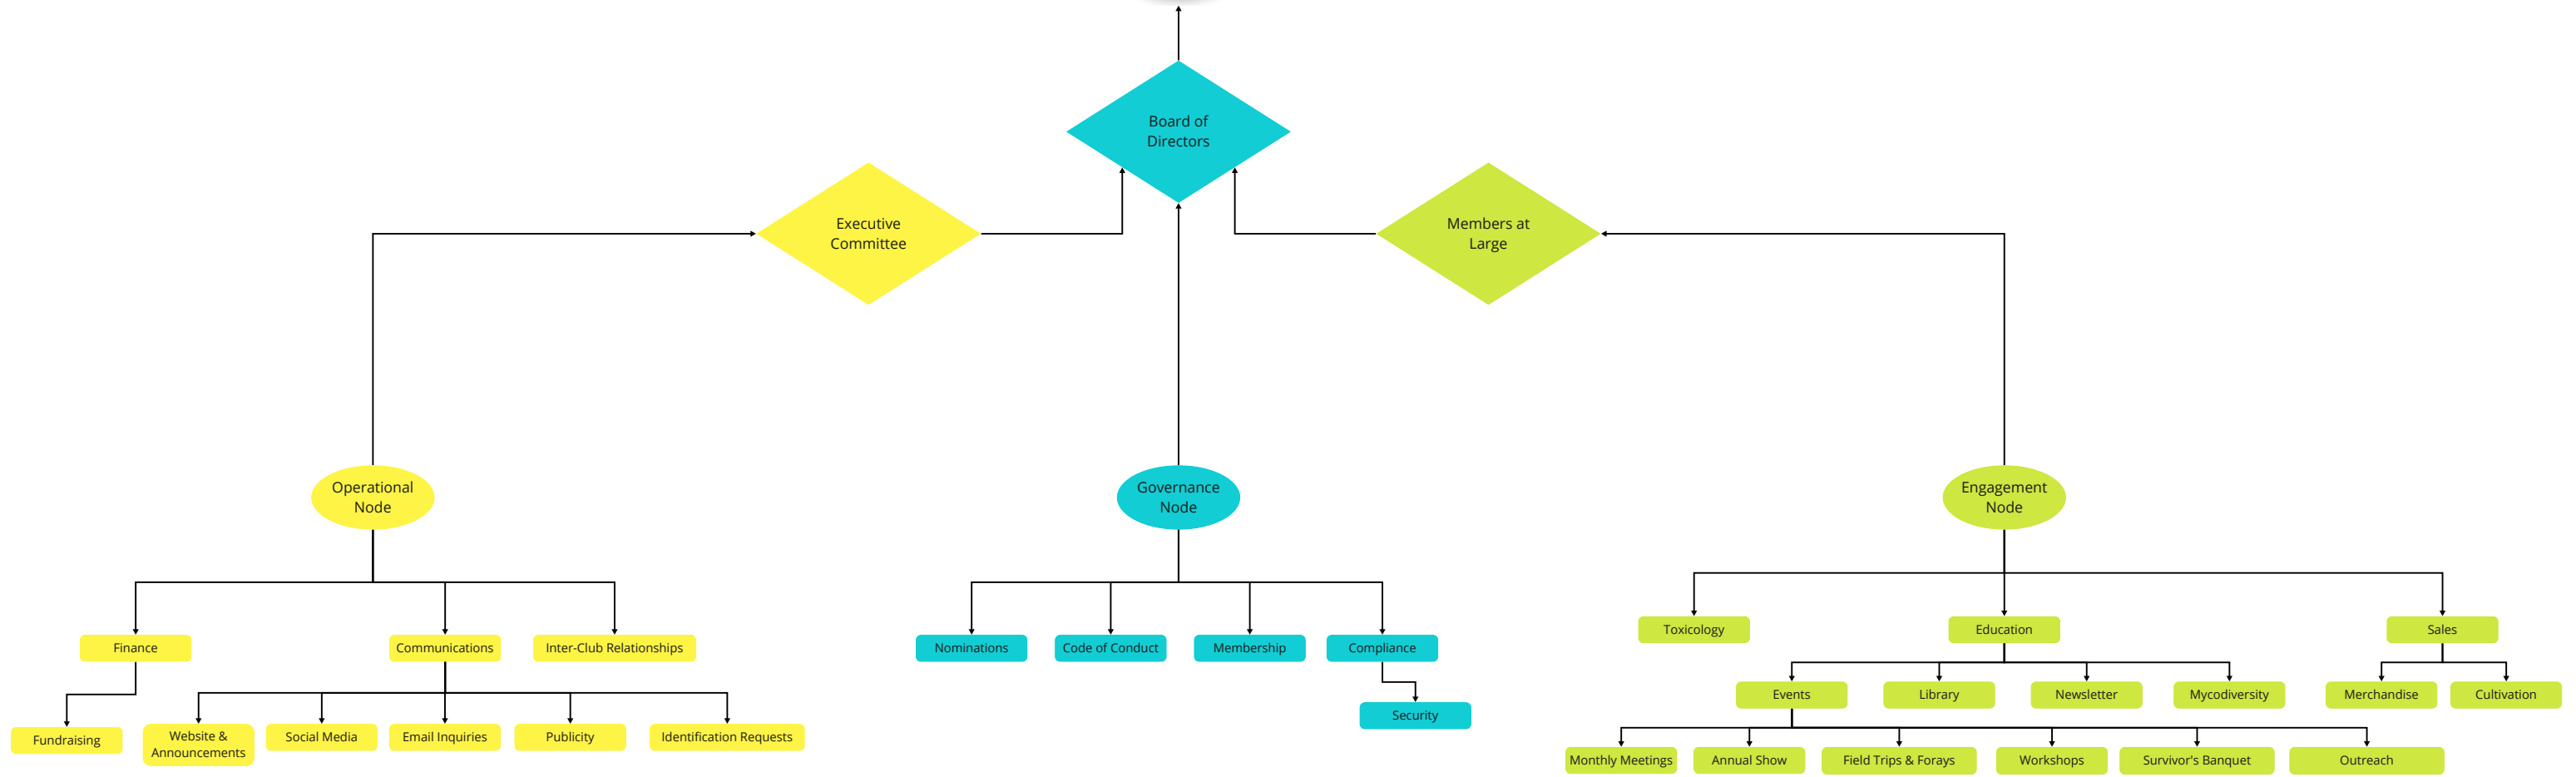 Board of
Directors
Executive
Committee
Members at
Large
Operational
Node
Governance
Node
Engagement
Node
Finance
Communications
Inter-Club Relationships
Nominations
Code of Conduct
Membership
Compliance
Toxicology
Education
Sales
Fundraising
Website &
Announcements
Social Media
Email Inquiries
Publicity
Identification Requests
Security
Events
Library
Newsletter
Mycodiversity
Merchandise
Cultivation
Monthly Meetings
Annual Show
Field Trips & Forays
Workshops
Survivor's Banquet
Outreach